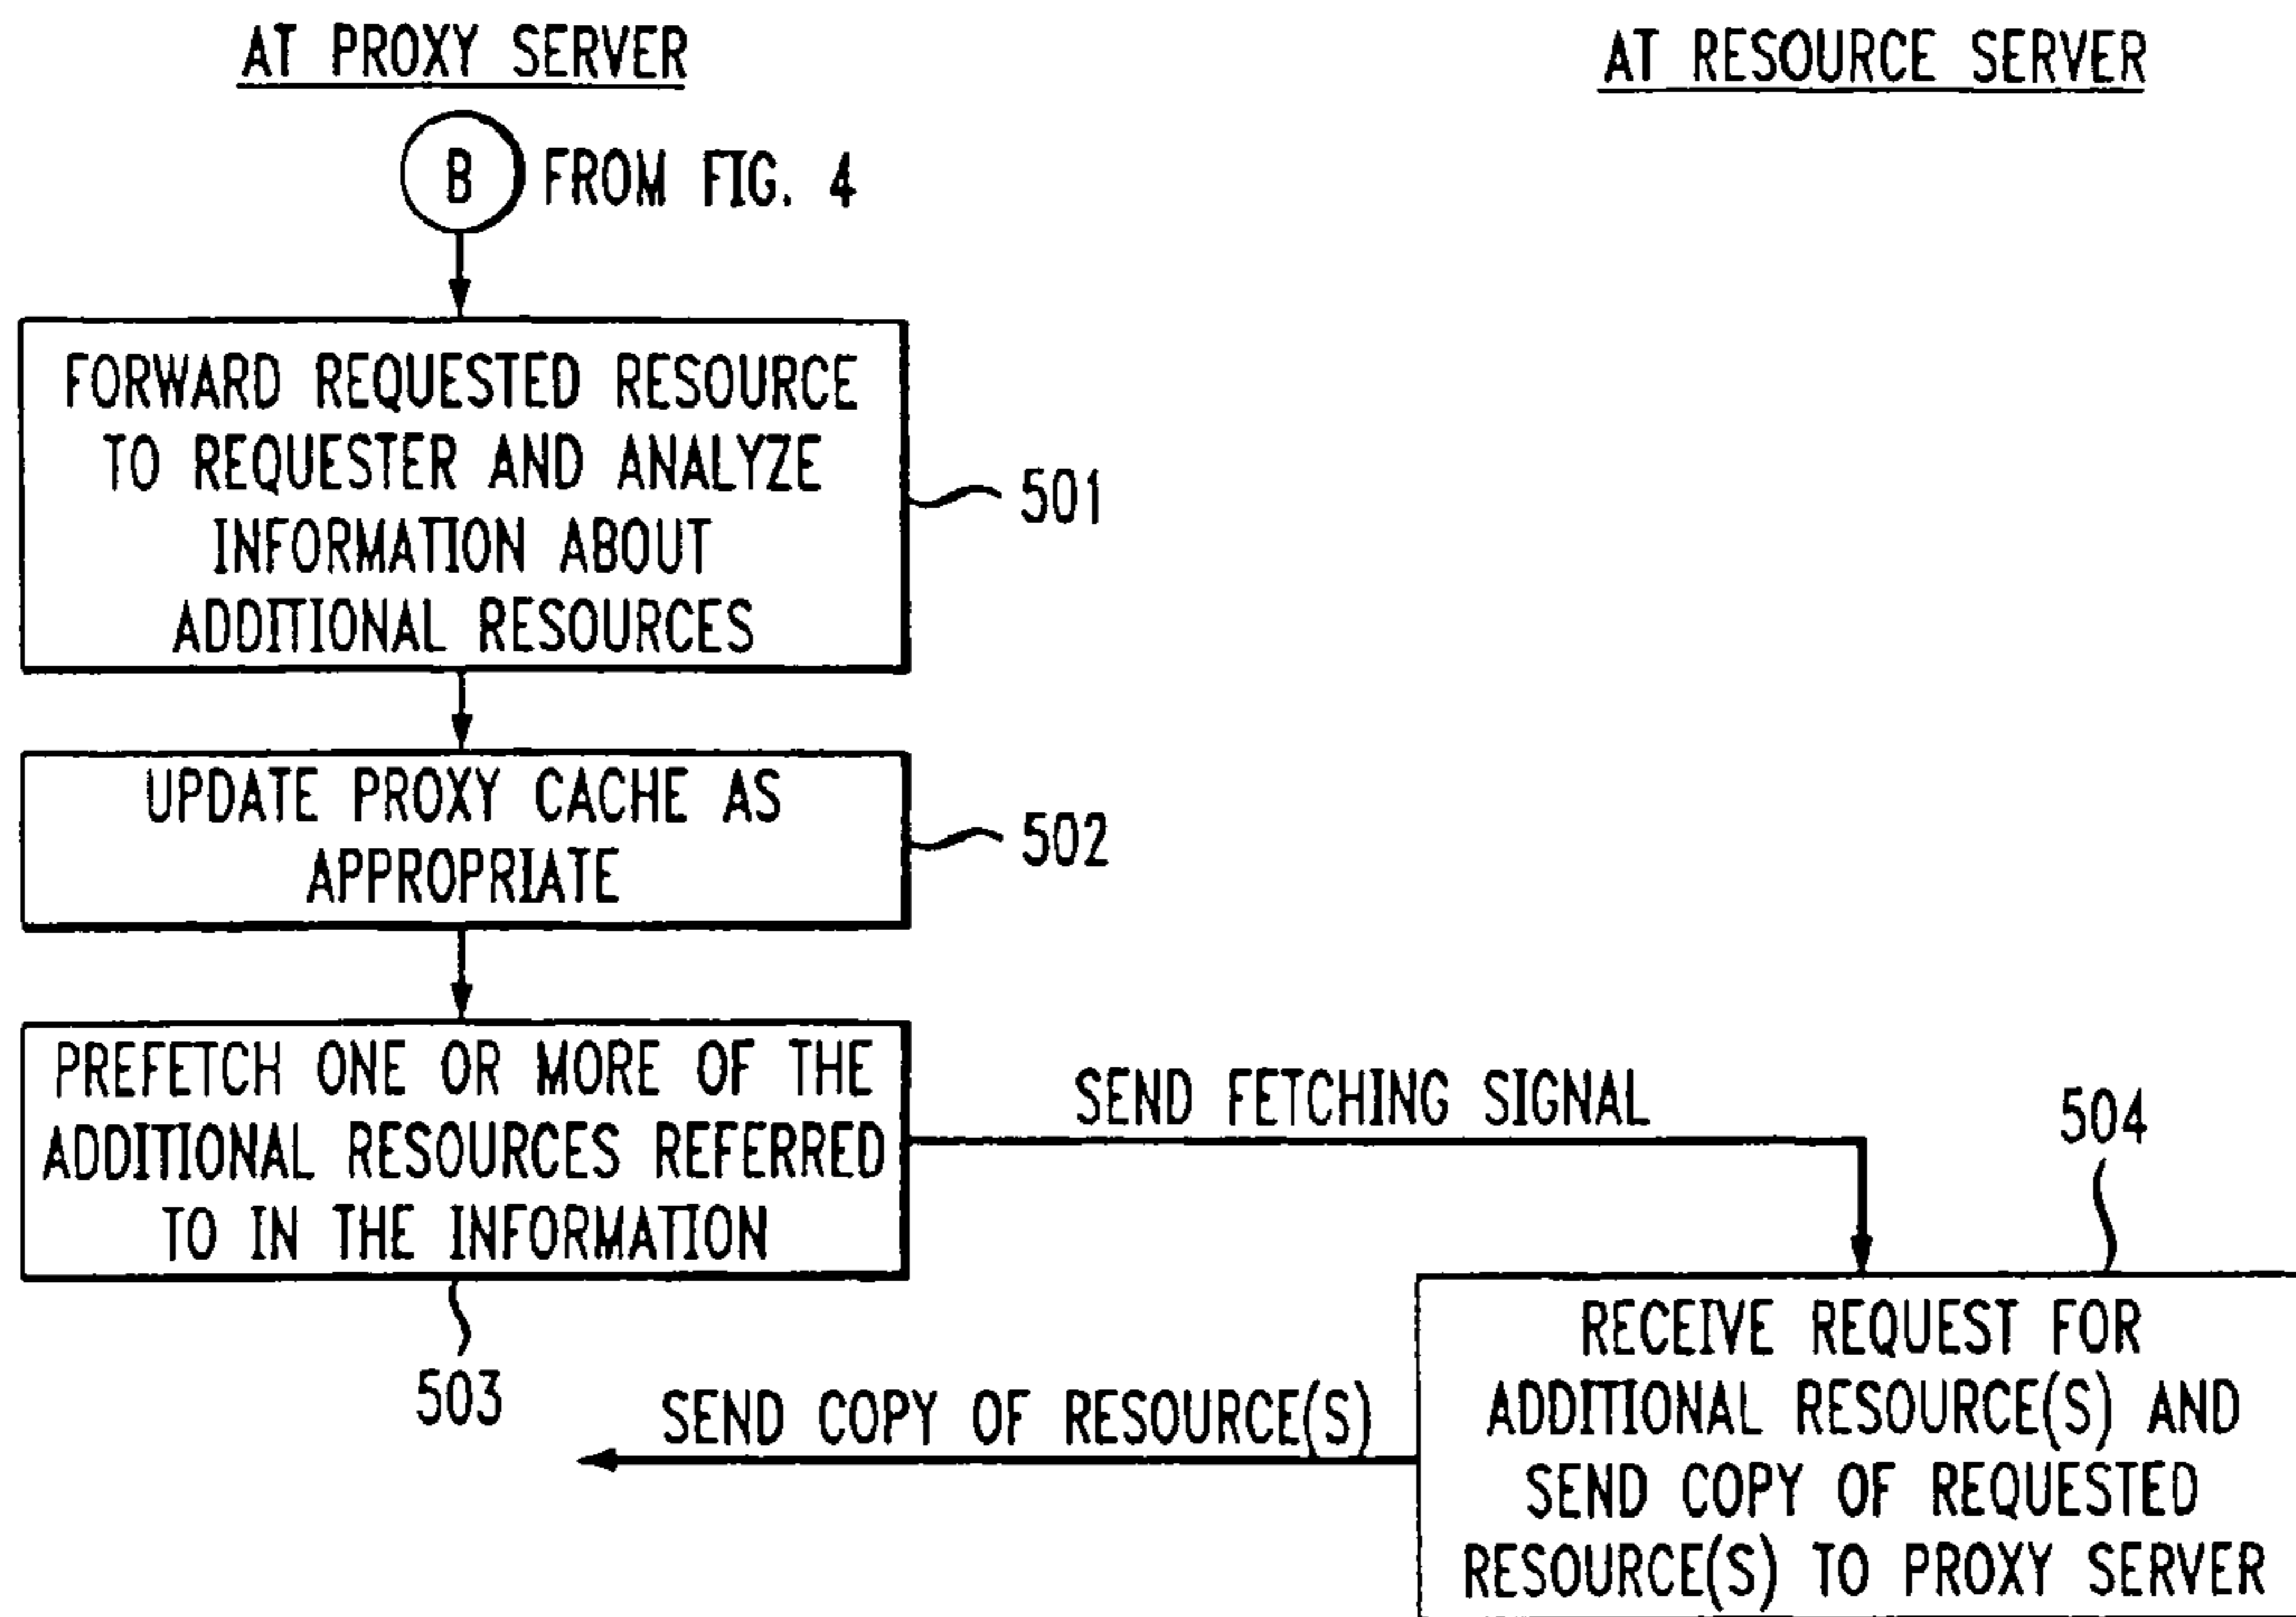 AT PROXY SERVER
AT RESOURCE SERVER
B
FROM FIG. 4
FORWARD REQUESTED RESOURCE
TO REQUESTER AND ANALYZE
INFORMATION ABOUT
ADDITIONAL RESOURCES
501
UPDATE PROXY CACHE AS
APPROPRIATE
502
PREFETCH ONE OR MORE OF THE
ADDITIONAL RESOURCES REFERRED
TO IN THE INFORMATION
503
SEND FETCHING SIGNAL
504
RECEIVE REQUEST FOR
ADDITIONAL RESOURCE(S) AND
SEND COPY OF REQUESTED
RESOURCE(S) TO PROXY SERVER
SEND COPY OF RESOURCE(S)